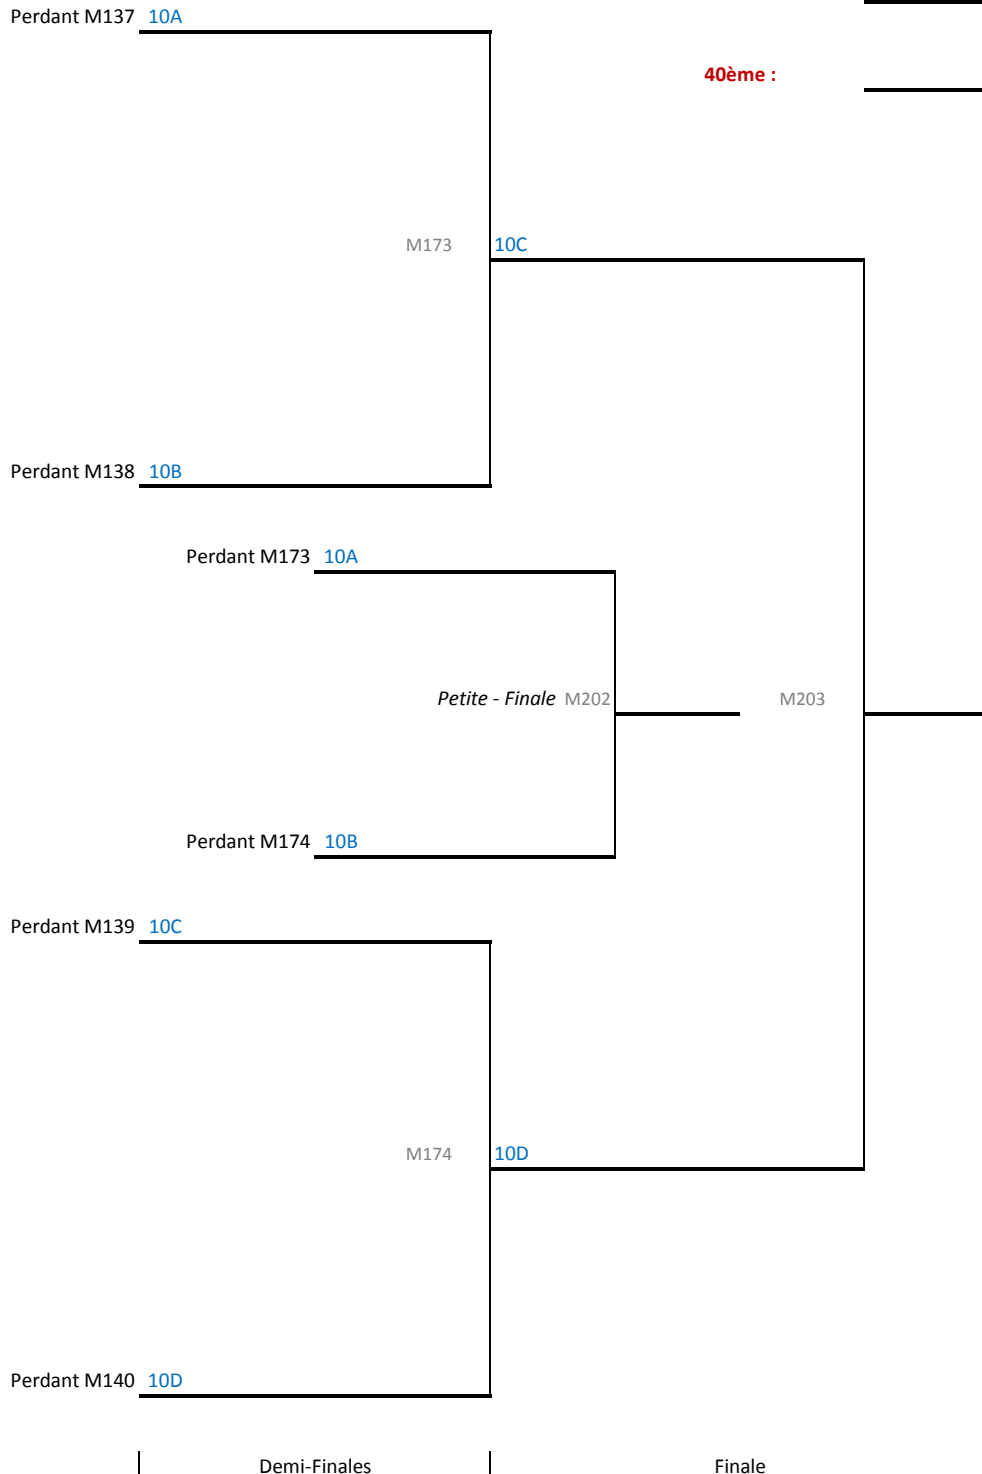 Perdant M137 10A
40ème :
M173 10C
Perdant M138 10B
Perdant M173 10A
Petite - Finale M202 M203
Perdant M174 10B
Perdant M139 10C
M174 10D
Perdant M140 10D
Demi-Finales Finale